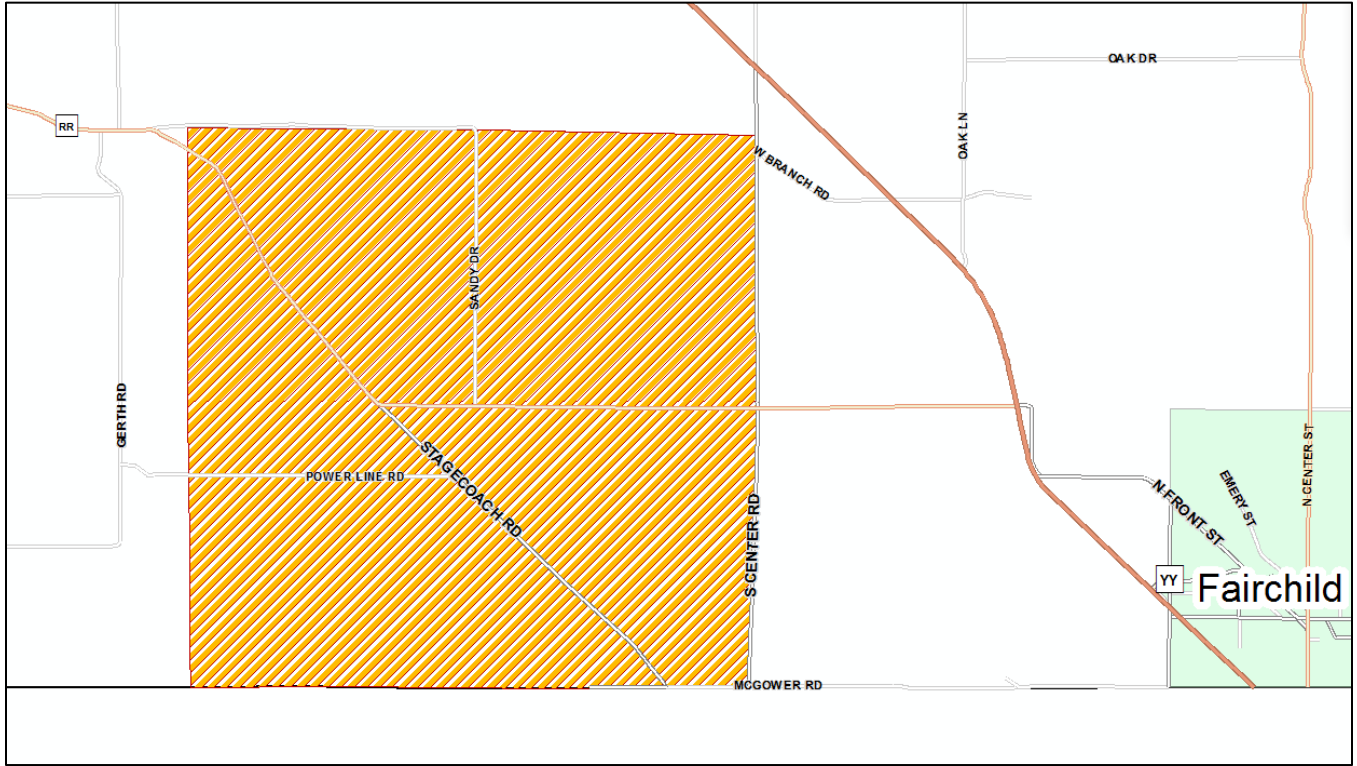 OAK DR
RR
W BRANCH RD
OAK LN
SANDY DR
GERTH RD
STAGECOACH RD
POWER LINE RD
S CENTER RD
N FRONT ST
EMERY ST
N CENTER ST
YY
Fairchild
MCGOWER RD